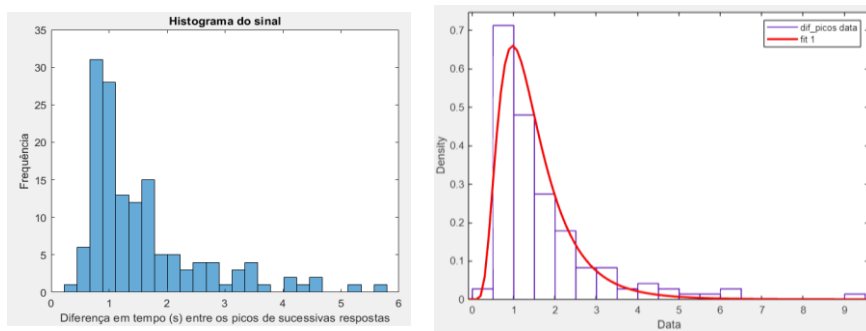 Histograma do sinal
35
30
25
20
15
10
5
0
Frequência
0 1 2 3 4 5 6
Diferença em tempo (s) entre os picos de sucessivas respostas
dif_picos data
fit 1
0.7
0.6
0.5
0.4
0.3
0.2
0.1
0
Density
0 1 2 3 4 5 6 7 8 9
Data